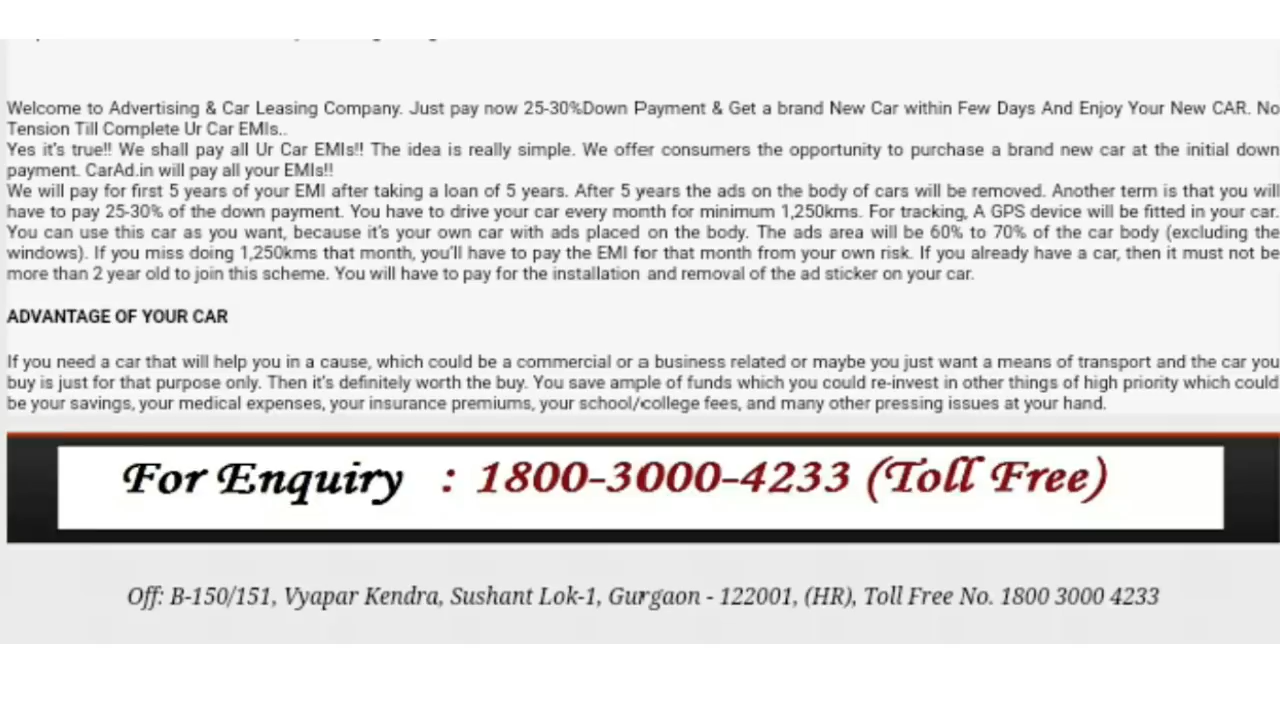 Welcome to Advertising & Car Leasing Company. Just pay now 25-30%Down Payment & Get a brand New Car within Few Days And Enjoy Your New CAR. No
Tension Till Complete Ur Car EMIs..
Yes it's true!! We shall pay all Ur Car EMIs!! The idea is really simple. We offer consumers the opportunity to purchase a brand new car at the initial down
payment. CarAd.in will pay all your EMIs!!
We will pay for first 5 years of your EMI after taking a loan of 5 years. After 5 years the ads on the body of cars will be removed. Another term is that you will
have to pay 25-30% of the down payment. You have to drive your car every month for minimum 1,250kms. For tracking, A GPS device will be fitted in your car.
You can use this car as you want, because it's your own car with ads placed on the body. The ads area will be 60% to 70% of the car body (excluding the
windows). If you miss doing 1,250kms that month, you'll have to pay the EMI for that month from your own risk. If you already have a car, then it must not be
more than 2 year old to join this scheme. You will have to pay for the installation and removal of the ad sticker on your car.
ADVANTAGE OF YOUR CAR
If you need a car that will help you in a cause, which could be a commercial or a business related or maybe you just want a means of transport and the car you
buy is just for that purpose only. Then it's definitely worth the buy. You save ample of funds which you could re-invest in other things of high priority which could
be your savings, your medical expenses, your insurance premiums, your school/college fees, and many other pressing issues at your hand.
For Enquiry : 1800-3000-4233 (Toll Free)
Off: B-150/151, Vyapar Kendra, Sushant Lok-1, Gurgaon - 122001, (HR), Toll Free No. 1800 3000 4233